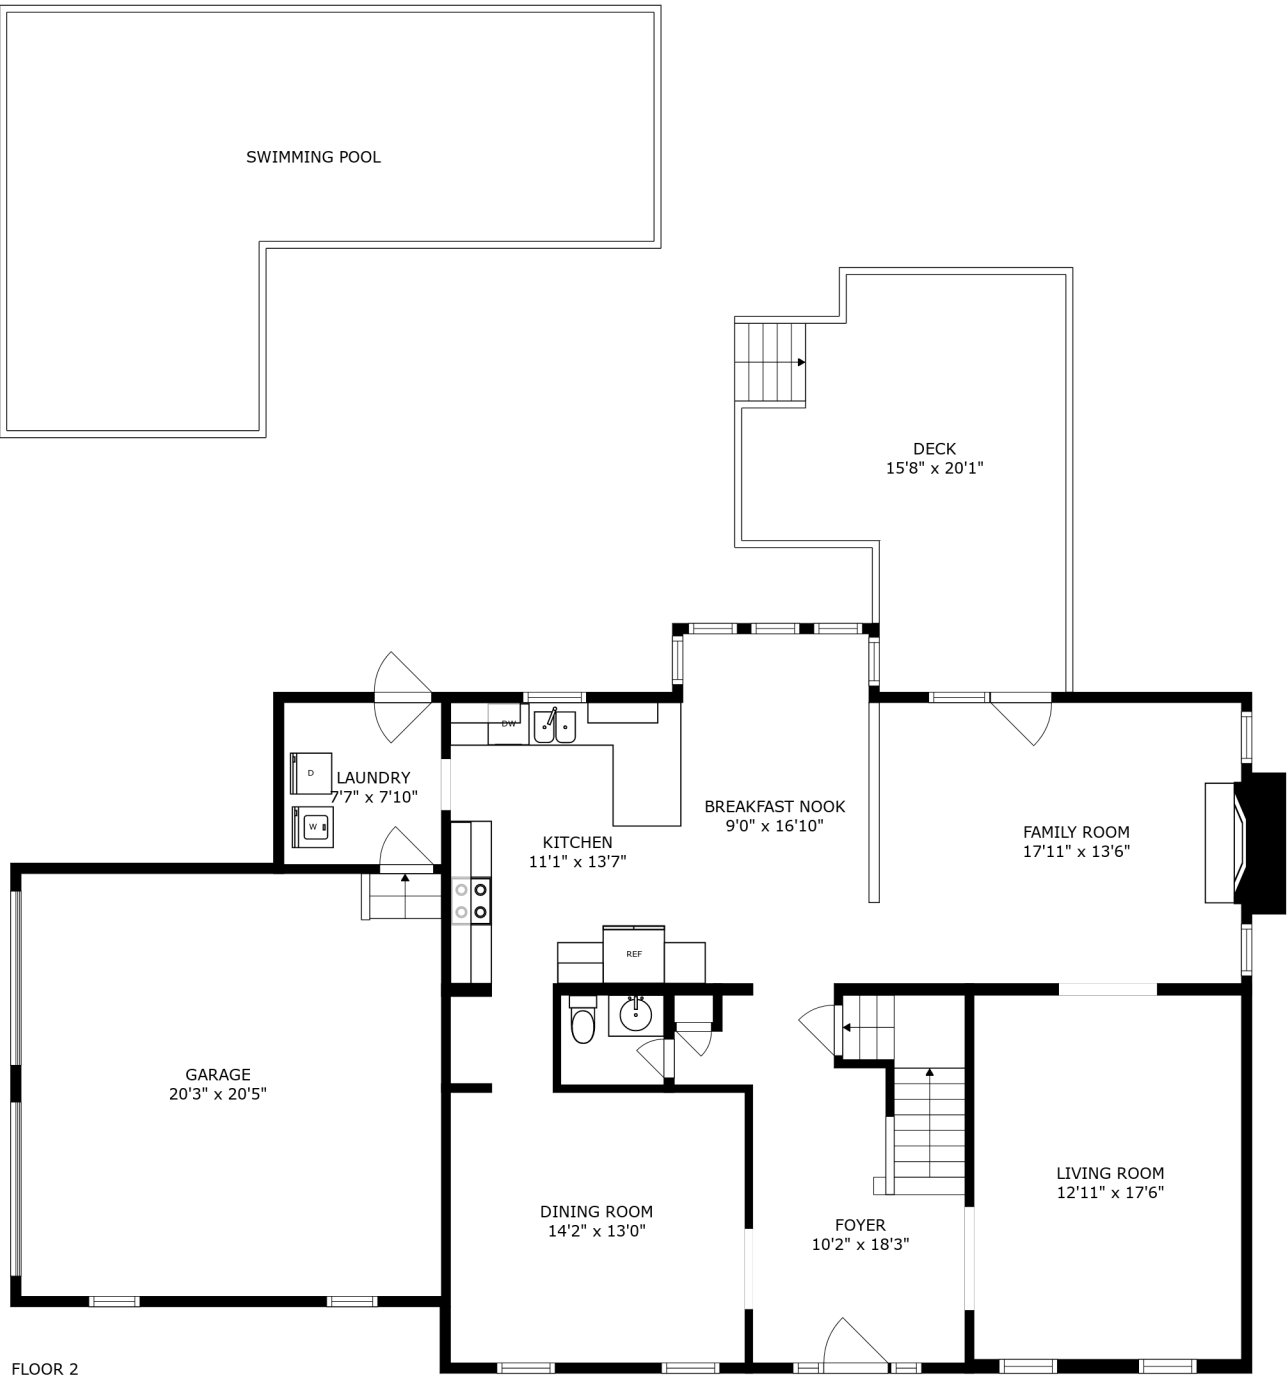 SWIMMING POOL
DECK
15'8" x 20'1"
DW
D
LAUNDRY
7'7" x 7'10"
W
BREAKFAST NOOK
9'0" x 16'10"
KITCHEN
11'1" x 13'7"
FAMILY ROOM
17'11" x 13'6"
REF
GARAGE
20'3" x 20'5"
LIVING ROOM
12'11" x 17'6"
DINING ROOM
14'2" x 13'0"
FOYER
10'2" x 18'3"
FLOOR 2